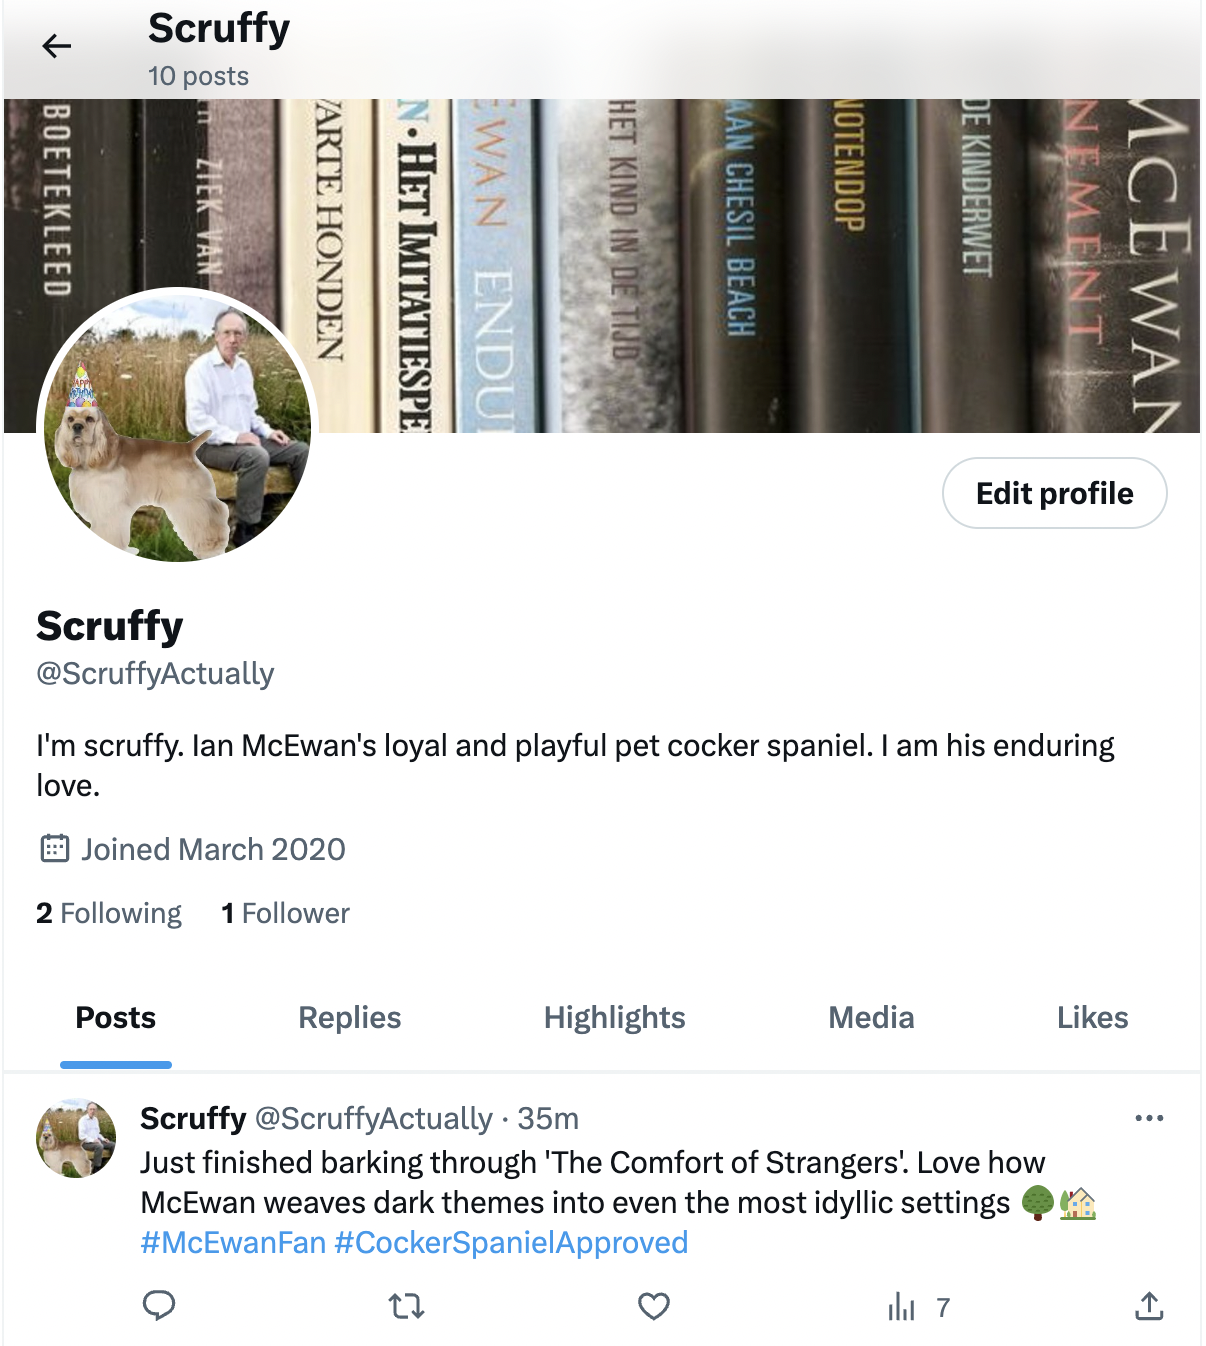 Scruffy
10 posts
BOETEKLEED
ZIEK VAN
ARTE HONDEN
N • HET IMITATIESPE
EWAN ENDU
HET KIND IN DE TIJD
AAN CHESIL BEACH
NOTENDOP
DE KINDERWET
NEMENT
MCEWAN
Edit profile
Scruffy
@ScruffyActually
I'm scruffy. Ian McEwan's loyal and playful pet cocker spaniel. I am his enduring
love.
Joined March 2020
2 Following 1 Follower
Posts Replies Highlights Media Likes
Scruffy @ScruffyActually · 35m
Just finished barking through 'The Comfort of Strangers'. Love how
McEwan weaves dark themes into even the most idyllic settings 🌳🏡
#McEwanFan #CockerSpanielApproved
7